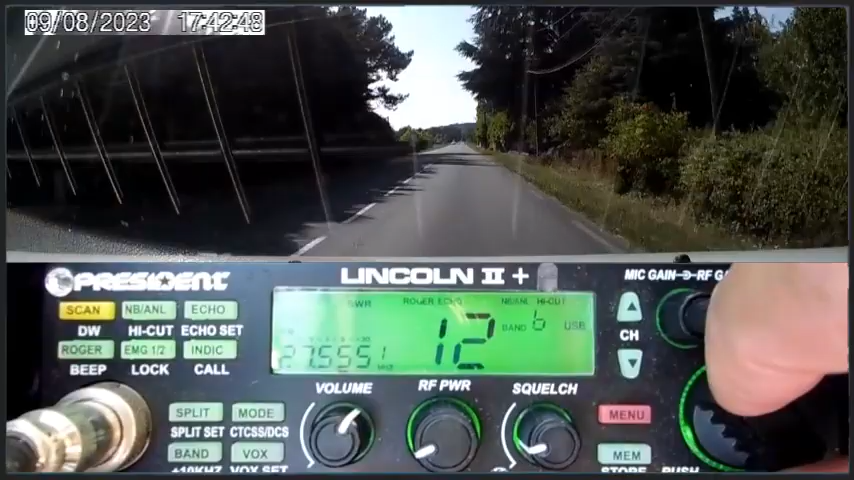 09/08/2023 17:42:48
PRESIDENT LINCOLN II + MIC GAIN RF
SCAN NB/ANL ECHO
DW HI-CUT ECHO SET
ROGER EMG 1/2 INDIC
BEEP LOCK CALL
SWR ROGER ECHO NB/ANL HI-CUT
12 BAND 6 USB
27.555 MHZ
CH
VOLUME RF PWR SQUELCH
SPLIT MODE
SPLIT SET CTCSS/DCS
BAND VOX
+10KHZ VOX SET
MENU
MEM
STORE PUSH